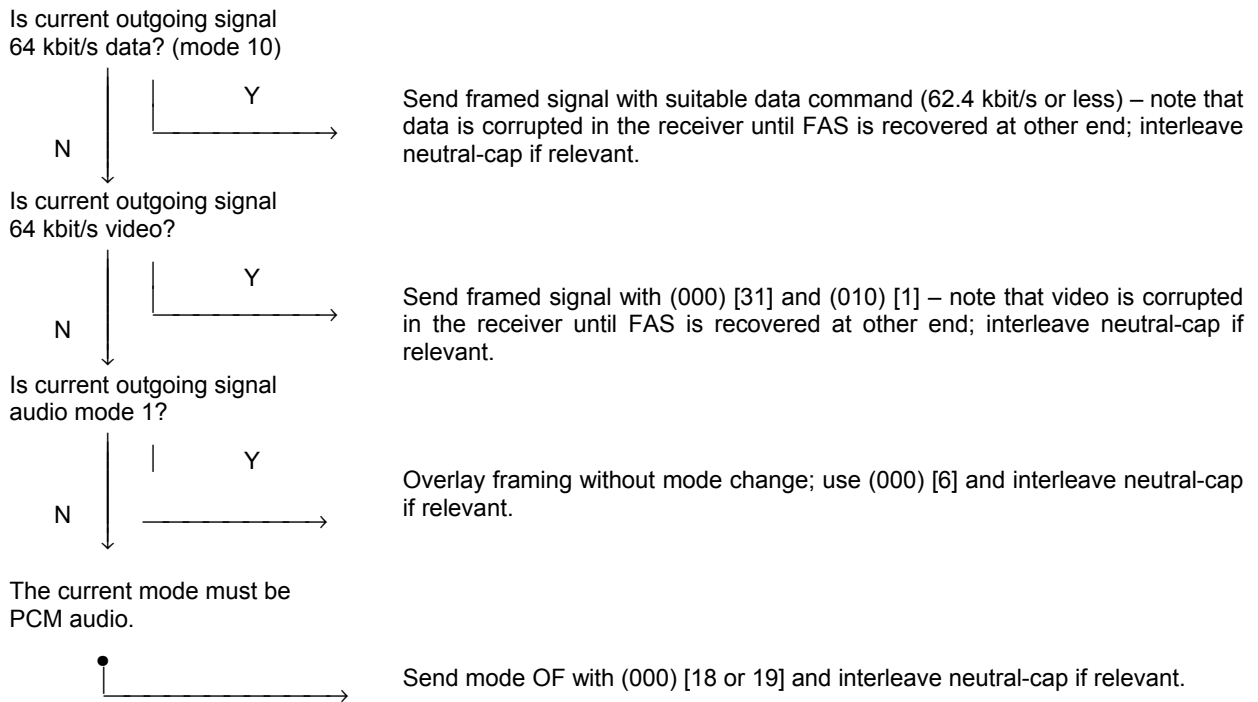 Is current outgoing signal
64 kbit/s data? (mode 10)
Y
Send framed signal with suitable data command (62.4 kbit/s or less) – note that
data is corrupted in the receiver until FAS is recovered at other end; interleave
neutral-cap if relevant.
N
Is current outgoing signal
64 kbit/s video?
Y
Send framed signal with (000) [31] and (010) [1] – note that video is corrupted
in the receiver until FAS is recovered at other end; interleave neutral-cap if
relevant.
N
Is current outgoing signal
audio mode 1?
Y
Overlay framing without mode change; use (000) [6] and interleave neutral-cap
if relevant.
N
The current mode must be
PCM audio.
Send mode OF with (000) [18 or 19] and interleave neutral-cap if relevant.